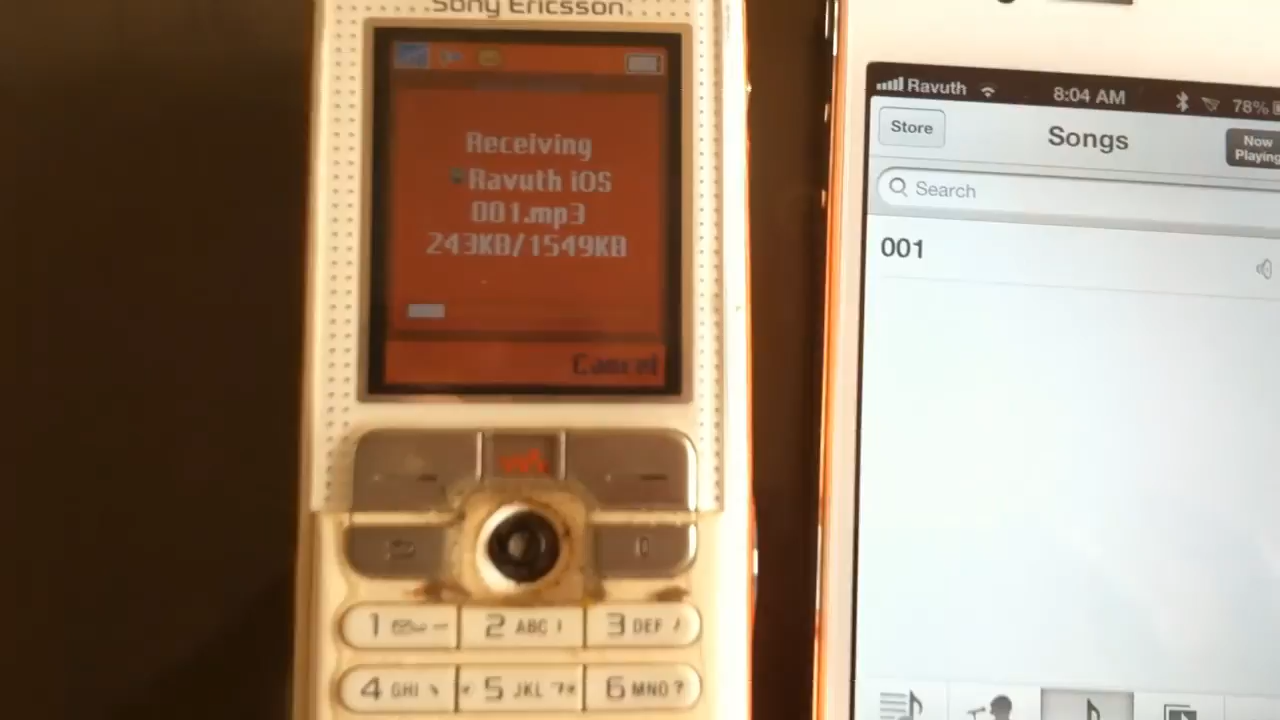 Sony Ericsson
Receiving
Ravuth iOS
001.mp3
243KB/1549KB
Cancel
1
2 ABC
3 DEF
4 GHI
5 JKL
6 MNO ?
Ravuth
8:04 AM
78%
Store
Songs
Now
Playing
Search
001